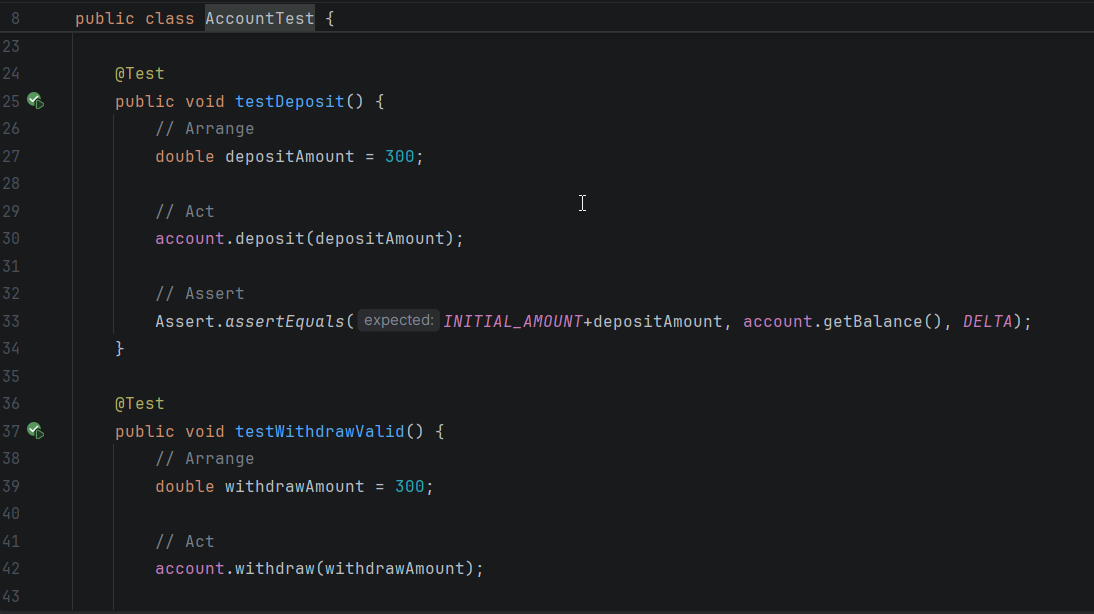 8 public class AccountTest {
23
24 @Test
25 public void testDeposit() {
26 // Arrange
27 double depositAmount = 300;
28
29 // Act
30 account.deposit(depositAmount);
31
32 // Assert
33 Assert.assertEquals( expected: INITIAL_AMOUNT+depositAmount, account.getBalance(), DELTA);
34 }
35
36 @Test
37 public void testWithdrawValid() {
38 // Arrange
39 double withdrawAmount = 300;
40
41 // Act
42 account.withdraw(withdrawAmount);
43